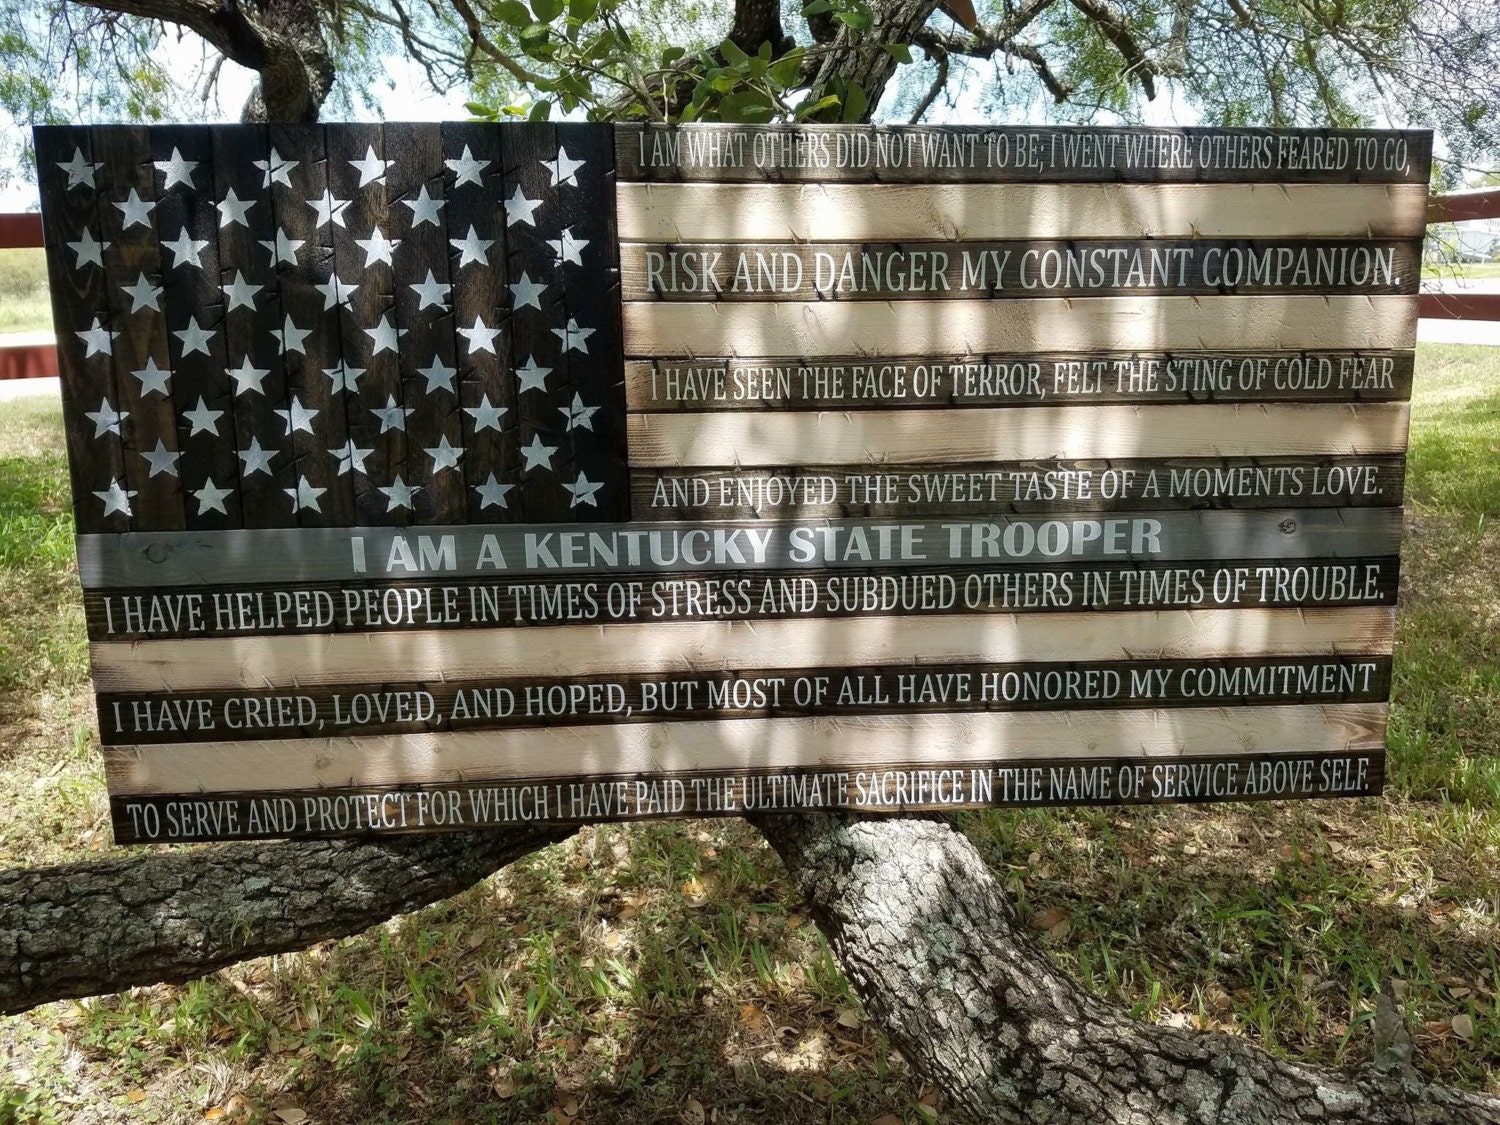 I AM WHAT OTHERS DID NOT WANT TO BE; I WENT WHERE OTHERS FEARED TO GO,
RISK AND DANGER MY CONSTANT COMPANION.
I HAVE SEEN THE FACE OF TERROR, FELT THE STING OF COLD FEAR
AND ENJOYED THE SWEET TASTE OF A MOMENTS LOVE.
I AM A KENTUCKY STATE TROOPER
I HAVE HELPED PEOPLE IN TIMES OF STRESS AND SUBDUED OTHERS IN TIMES OF TROUBLE.
I HAVE CRIED, LOVED, AND HOPED, BUT MOST OF ALL HAVE HONORED MY COMMITMENT
TO SERVE AND PROTECT FOR WHICH I HAVE PAID THE ULTIMATE SACRIFICE IN THE NAME OF SERVICE ABOVE SELF.